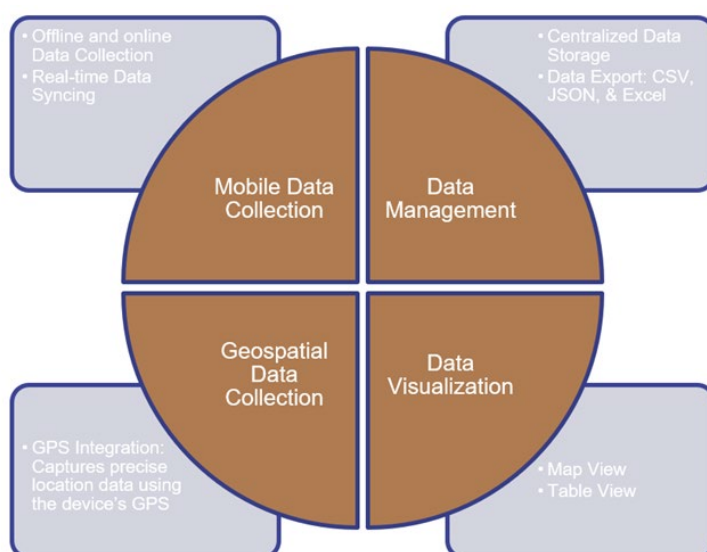 • Offline and online
Data Collection
• Real-time Data
Syncing
• Centralized Data
Storage
• Data Export: CSV,
JSON, & Excel
Mobile Data
Collection
Data
Management
Geospatial
Data
Collection
Data
Visualization
• GPS Integration:
Captures precise
location data using
the device's GPS
• Map View
• Table View